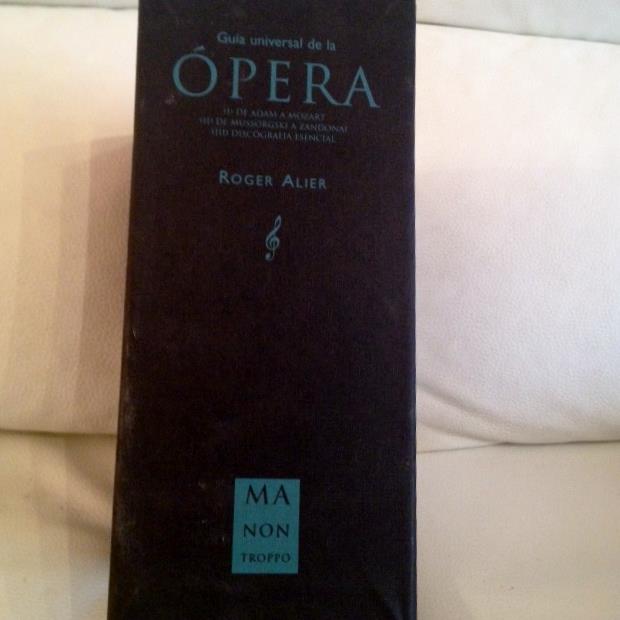 Guía universal de la
ÓPERA
(I) DE ADAM A MOZART
(II) DE MUSSORGSKI A ZANDONAI
(III) DISCOGRAFIA ESENCIAL
ROGER ALIER
MA
NON
TROPPO